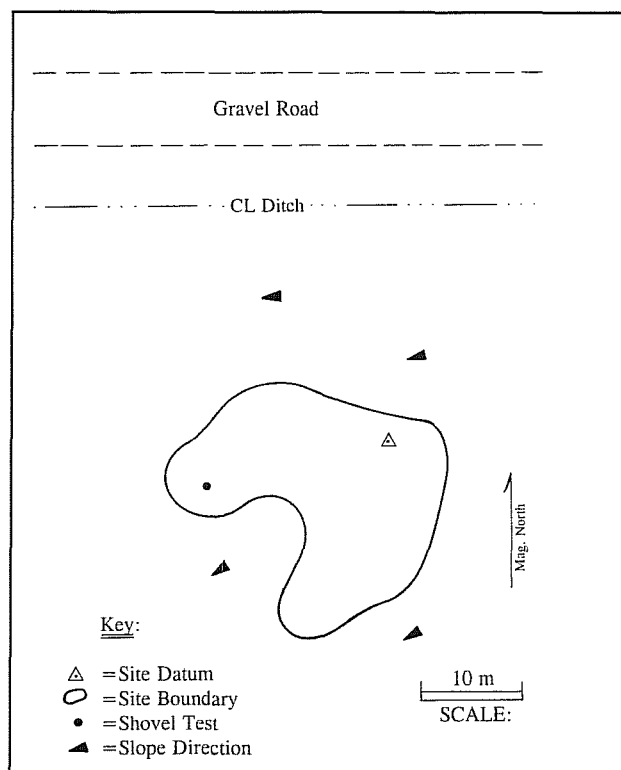 Gravel Road
CL Ditch
Mag. North
Key:
=Site Datum
=Site Boundary
=Shovel Test
=Slope Direction
10 m
SCALE: